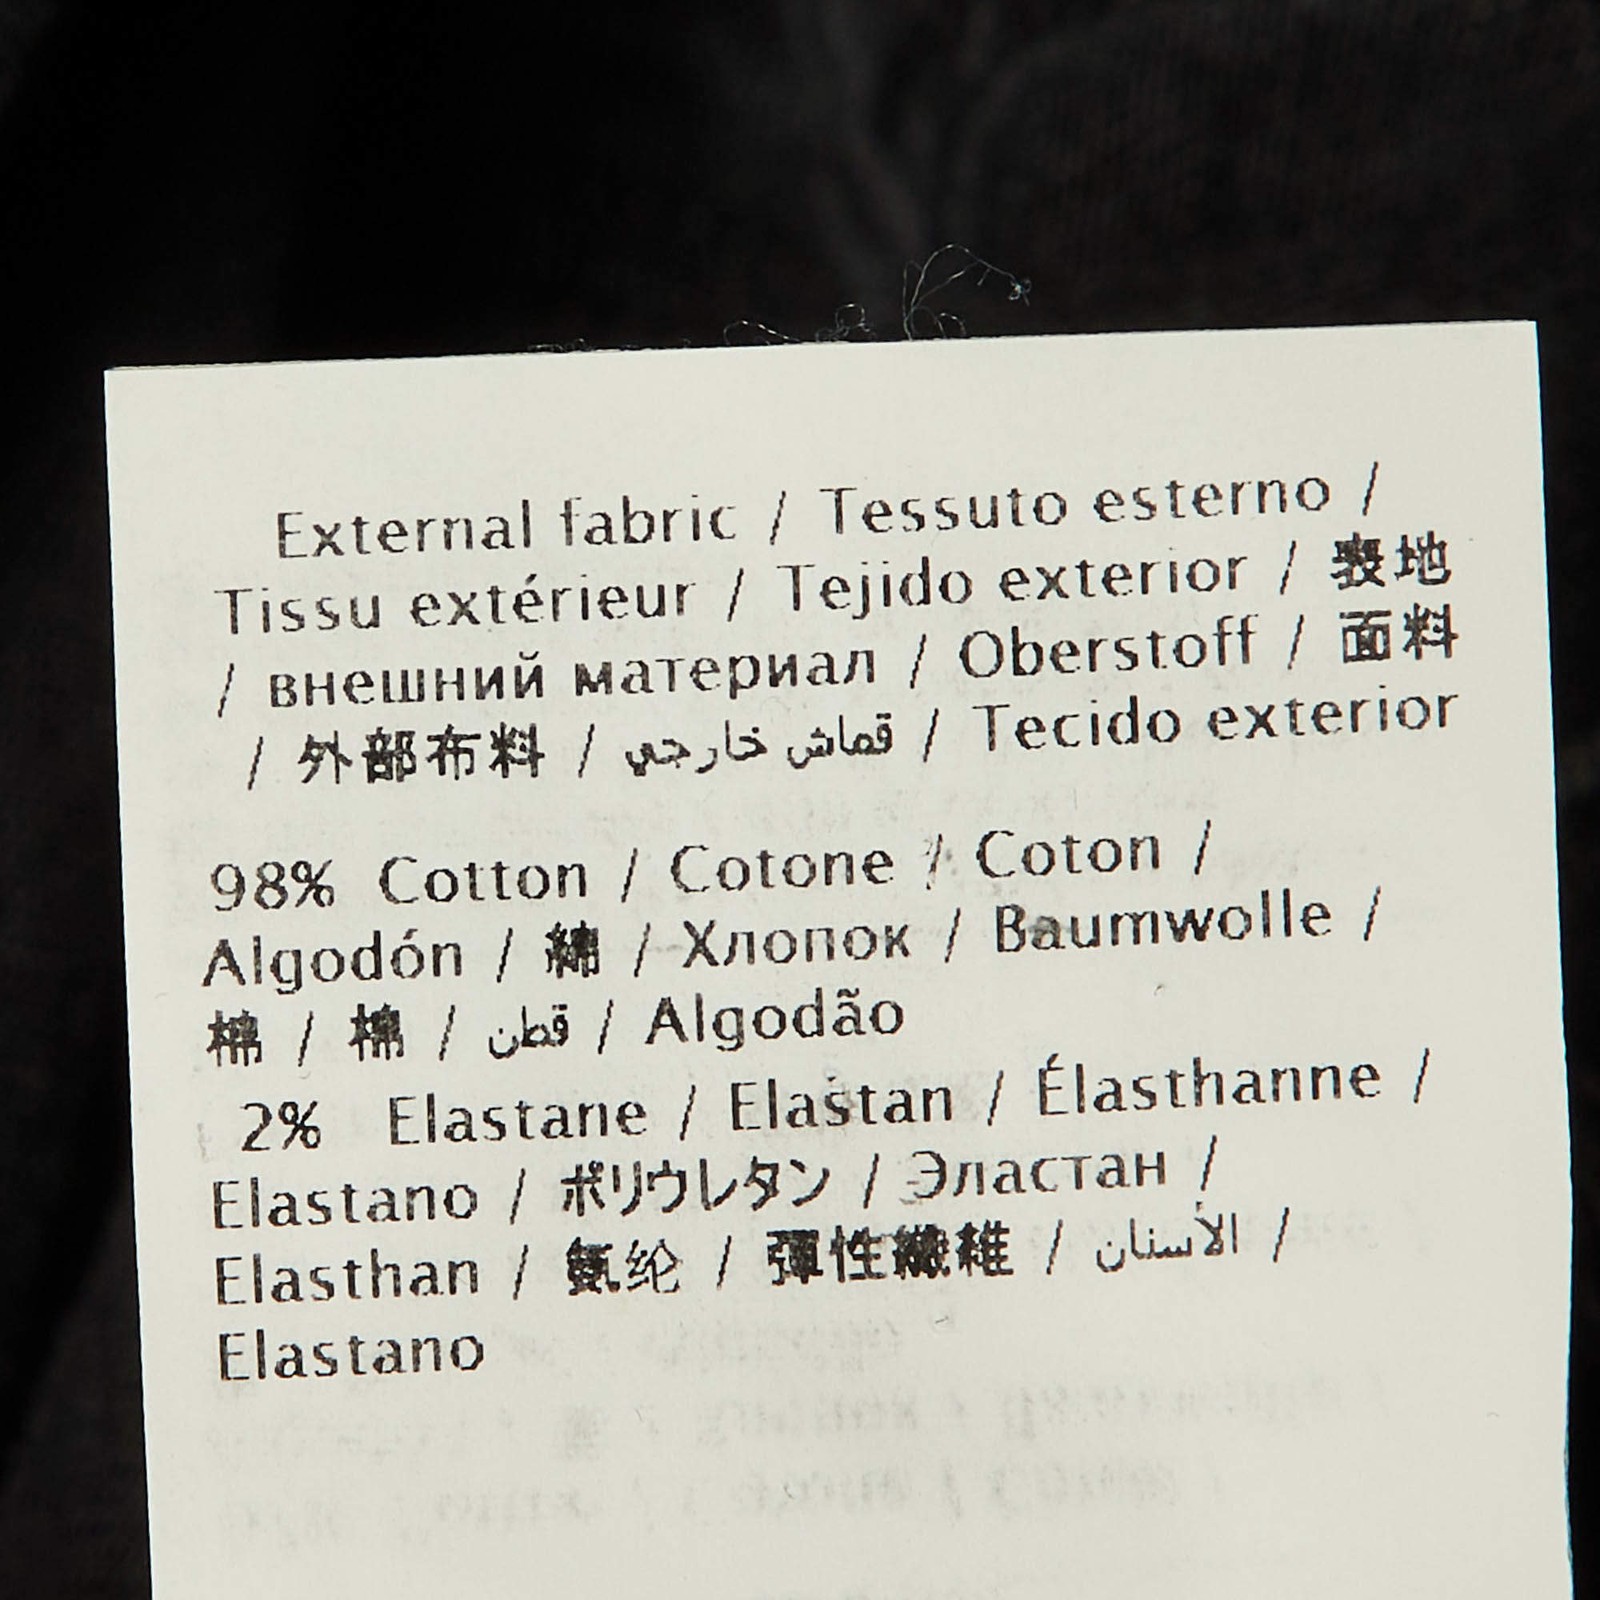 External fabric / Tessuto esterno /
Tissu extérieur / Tejido exterior / 表地
/ внешний материал / Oberstoff / 面料
/ 外部布料 / قماش خارجي / Tecido exterior
98% Cotton / Cotone / Coton /
Algodón / 綿 / Хлопок / Baumwolle /
棉 / 棉 / قطن / Algodão
2% Elastane / Elastan / Élasthanne /
Elastano / ポリウレタン / Эластан /
Elasthan / 氨纶 / 彈性纖維 / الأسنان /
Elastano